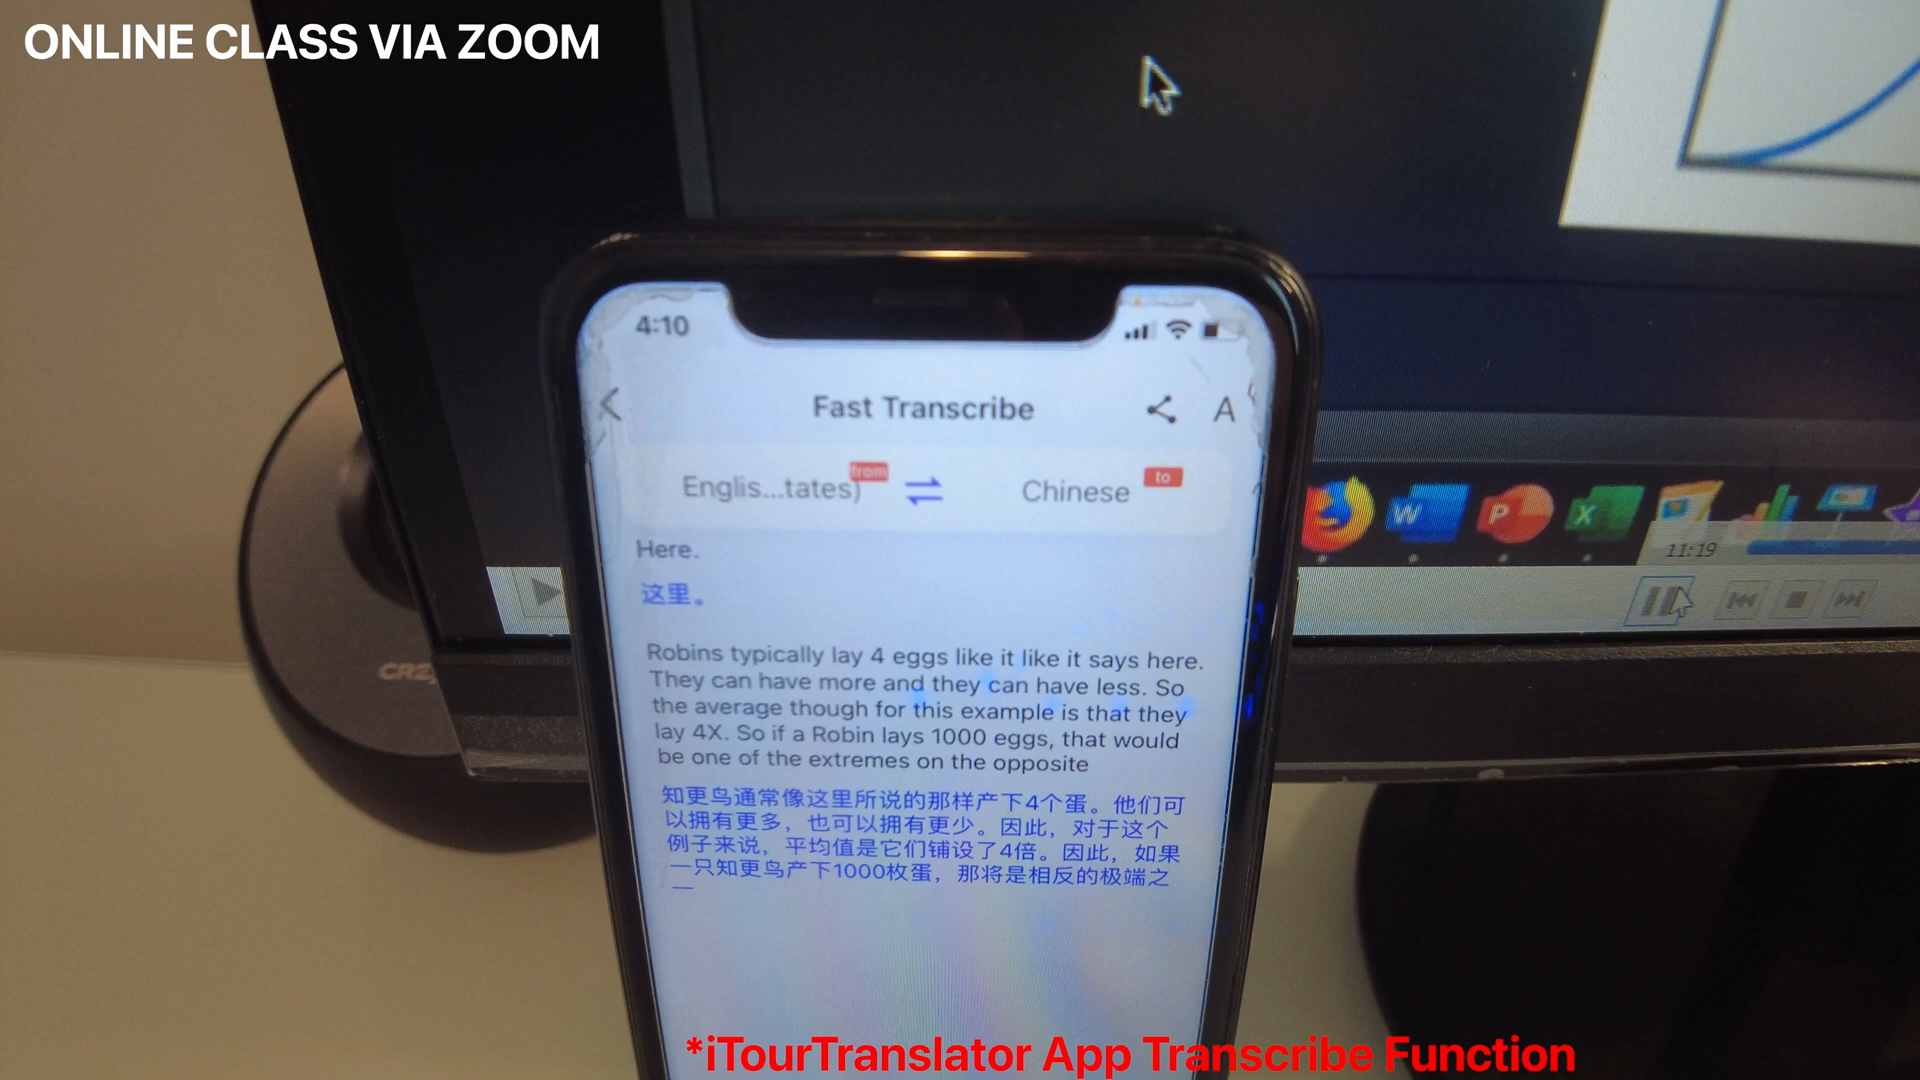 ONLINE CLASS VIA ZOOM
4:10
Fast Transcribe
A
Englis...tates)
from
Chinese
to
Here.
这里。
Robins typically lay 4 eggs like it like it says here.
They can have more and they can have less. So
the average though for this example is that they
lay 4X. So if a Robin lays 1000 eggs, that would
be one of the extremes on the opposite
知更鸟通常像这里所说的那样产下4个蛋。他们可
以拥有更多，也可以拥有更少。因此，对于这个
例子来说，平均值是它们铺设了4倍。因此，如果
一只知更鸟产下1000枚蛋，那将是相反的极端之
一
W
P
X
11:19
*iTourTranslator App Transcribe Function